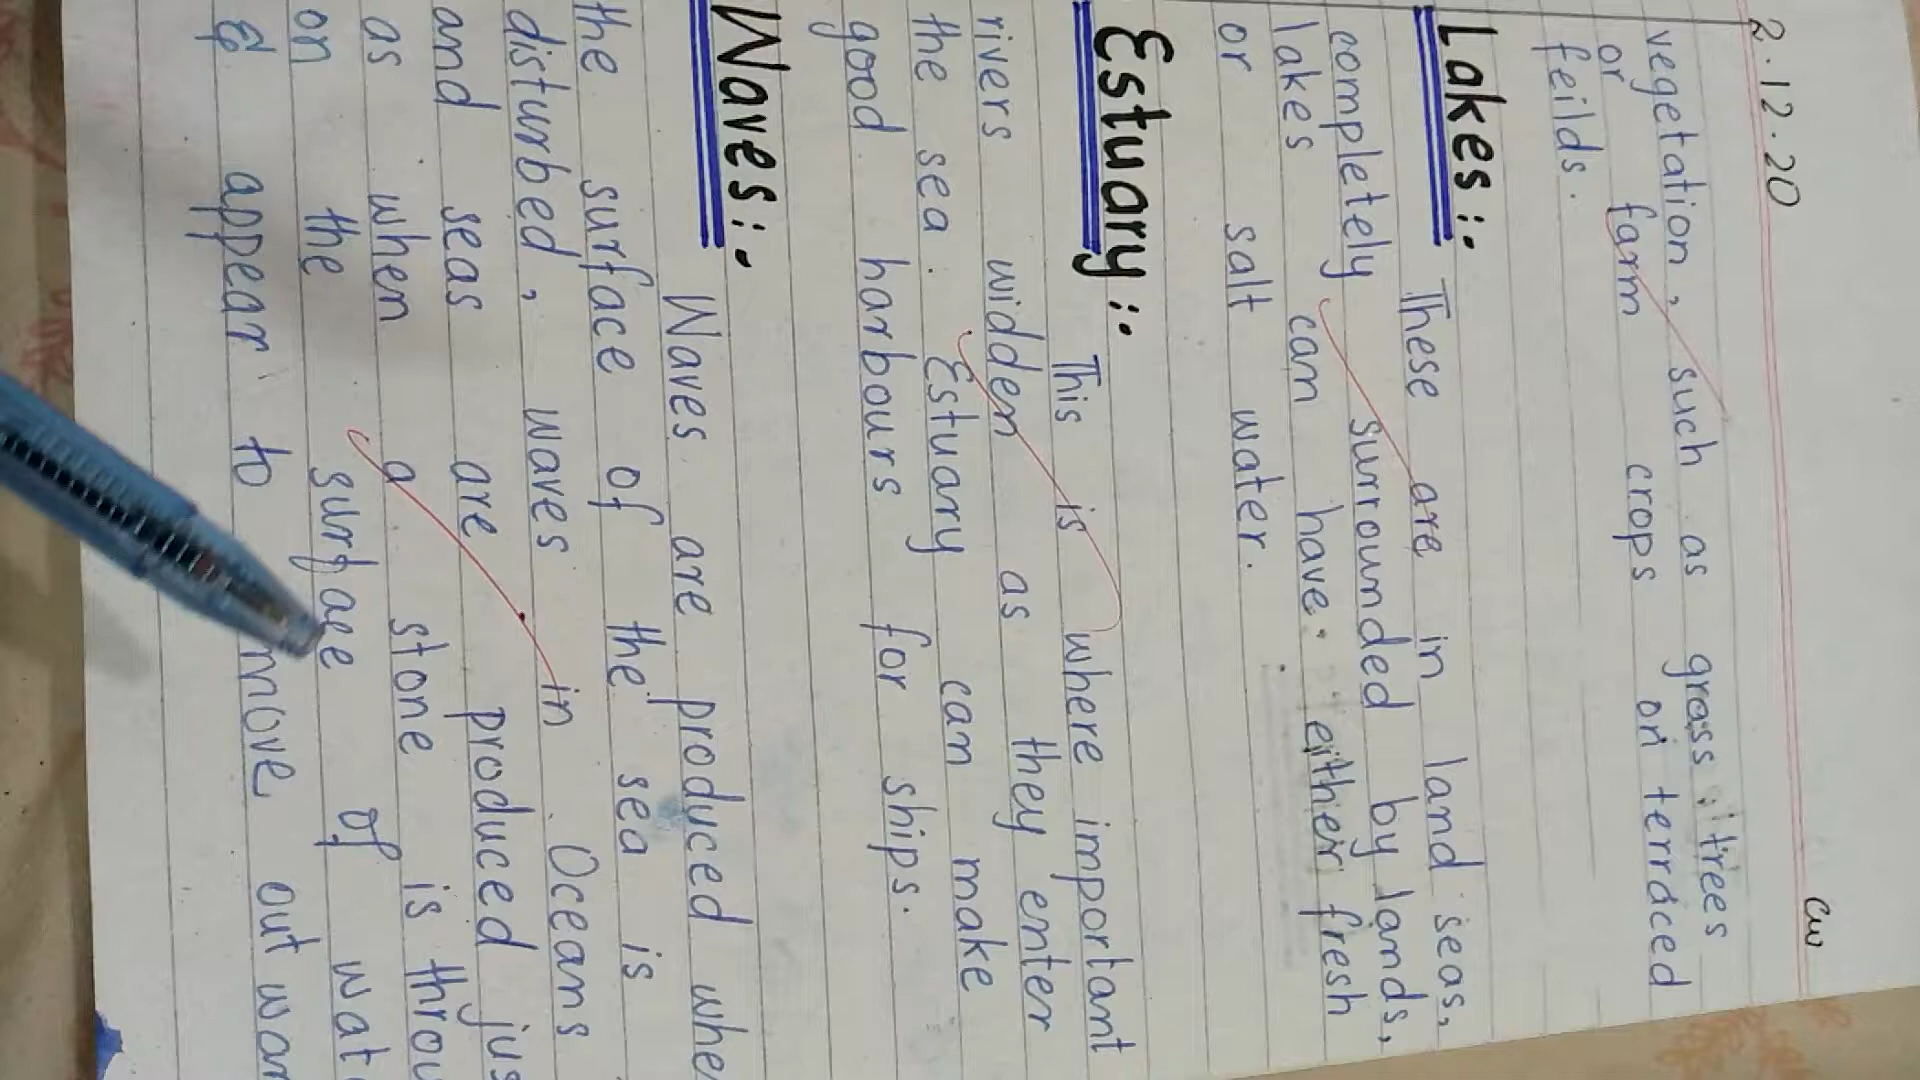 2.12.20
cw
vegetation, such as grass, trees
or farm crops on terraced
feilds.
Lakes:-
These are in land seas,
completely surrounded by lands,
lakes can have either fresh
or salt water.
Estuary:-
This is where important
rivers widden as they enter
the sea. Estuary can make
good harbours for ships.
Waves:-
Waves are produced whe
the surface of the sea is
disturbed, waves in Oceans
and seas are produced jus
as when a stone is throw
on the surface of wat
appear to move out war